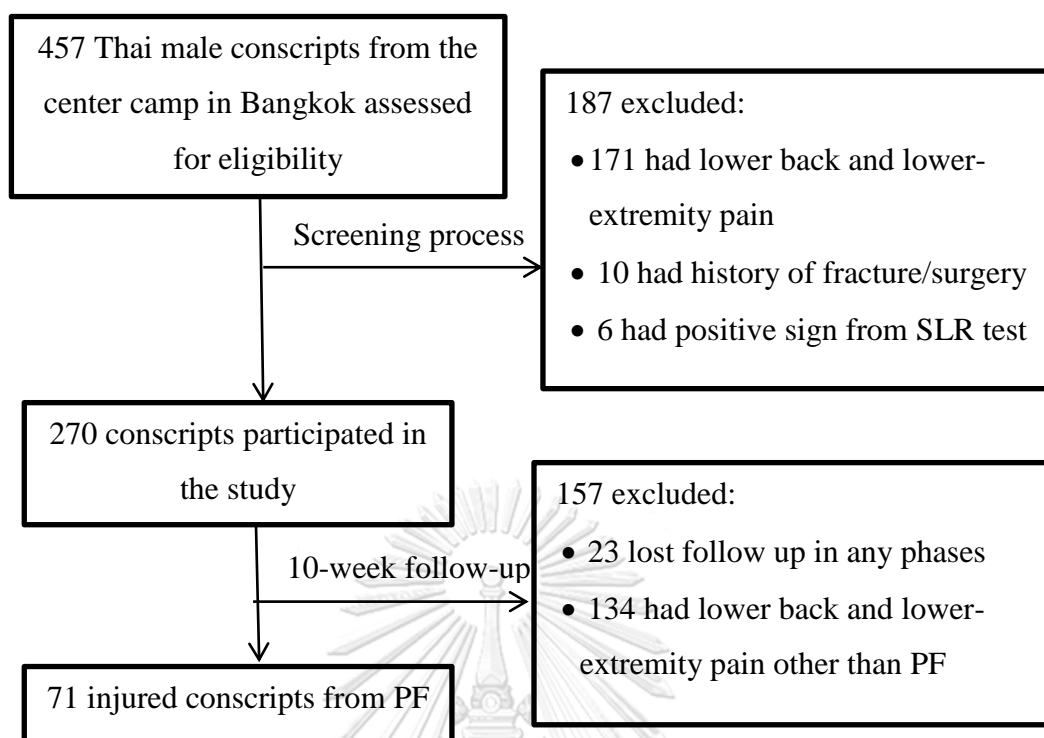 457 Thai male conscripts from the
center camp in Bangkok assessed
for eligibility
187 excluded:
• 171 had lower back and lower-
extremity pain
• 10 had history of fracture/surgery
• 6 had positive sign from SLR test
Screening process
270 conscripts participated in
the study
157 excluded:
• 23 lost follow up in any phases
• 134 had lower back and lower-
extremity pain other than PF
10-week follow-up
71 injured conscripts from PF